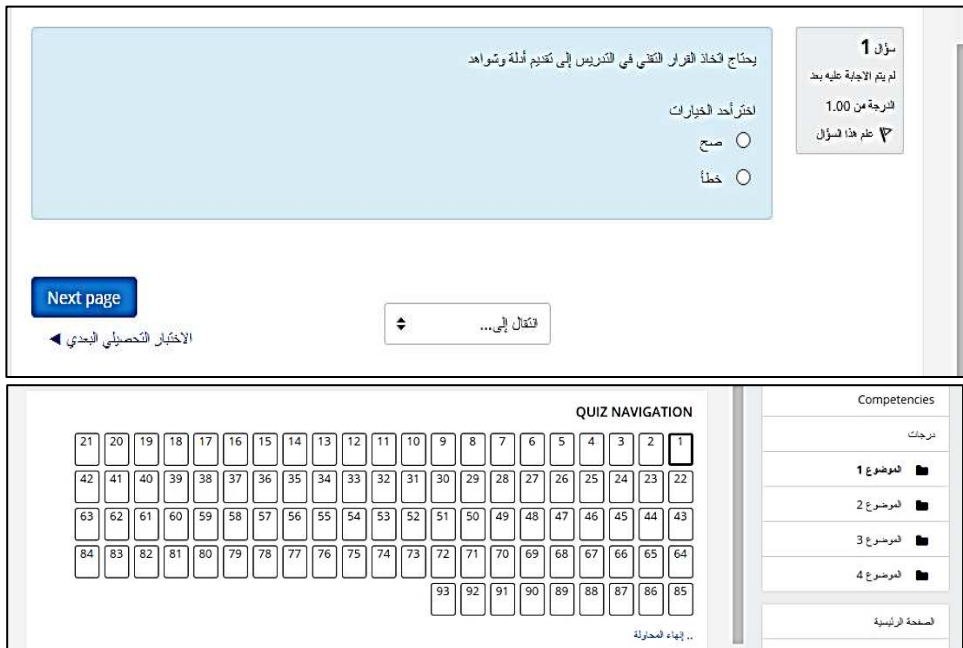 سؤال 1
لم يتم الاجابة عليه بعد
الدرجة من 1.00
علم هذا السؤال
يحتاج اتخاذ القرار التقني في التدريس إلى تقديم أدلة وشواهد
اختر أحد الخيارات
صح
خطأ
Next page
انتقال إلى...
الاختبار التحصيلي البعدي ◄
Competencies
درجات
الموضوع 1
الموضوع 2
الموضوع 3
الموضوع 4
الصفحة الرئيسية
QUIZ NAVIGATION
1 2 3 4 5 6 7 8 9 10 11 12 13 14 15 16 17 18 19 20 21
22 23 24 25 26 27 28 29 30 31 32 33 34 35 36 37 38 39 40 41 42
43 44 45 46 47 48 49 50 51 52 53 54 55 56 57 58 59 60 61 62 63
64 65 66 67 68 69 70 71 72 73 74 75 76 77 78 79 80 81 82 83 84
85 86 87 88 89 90 91 92 93
إنهاء المحاولة ..